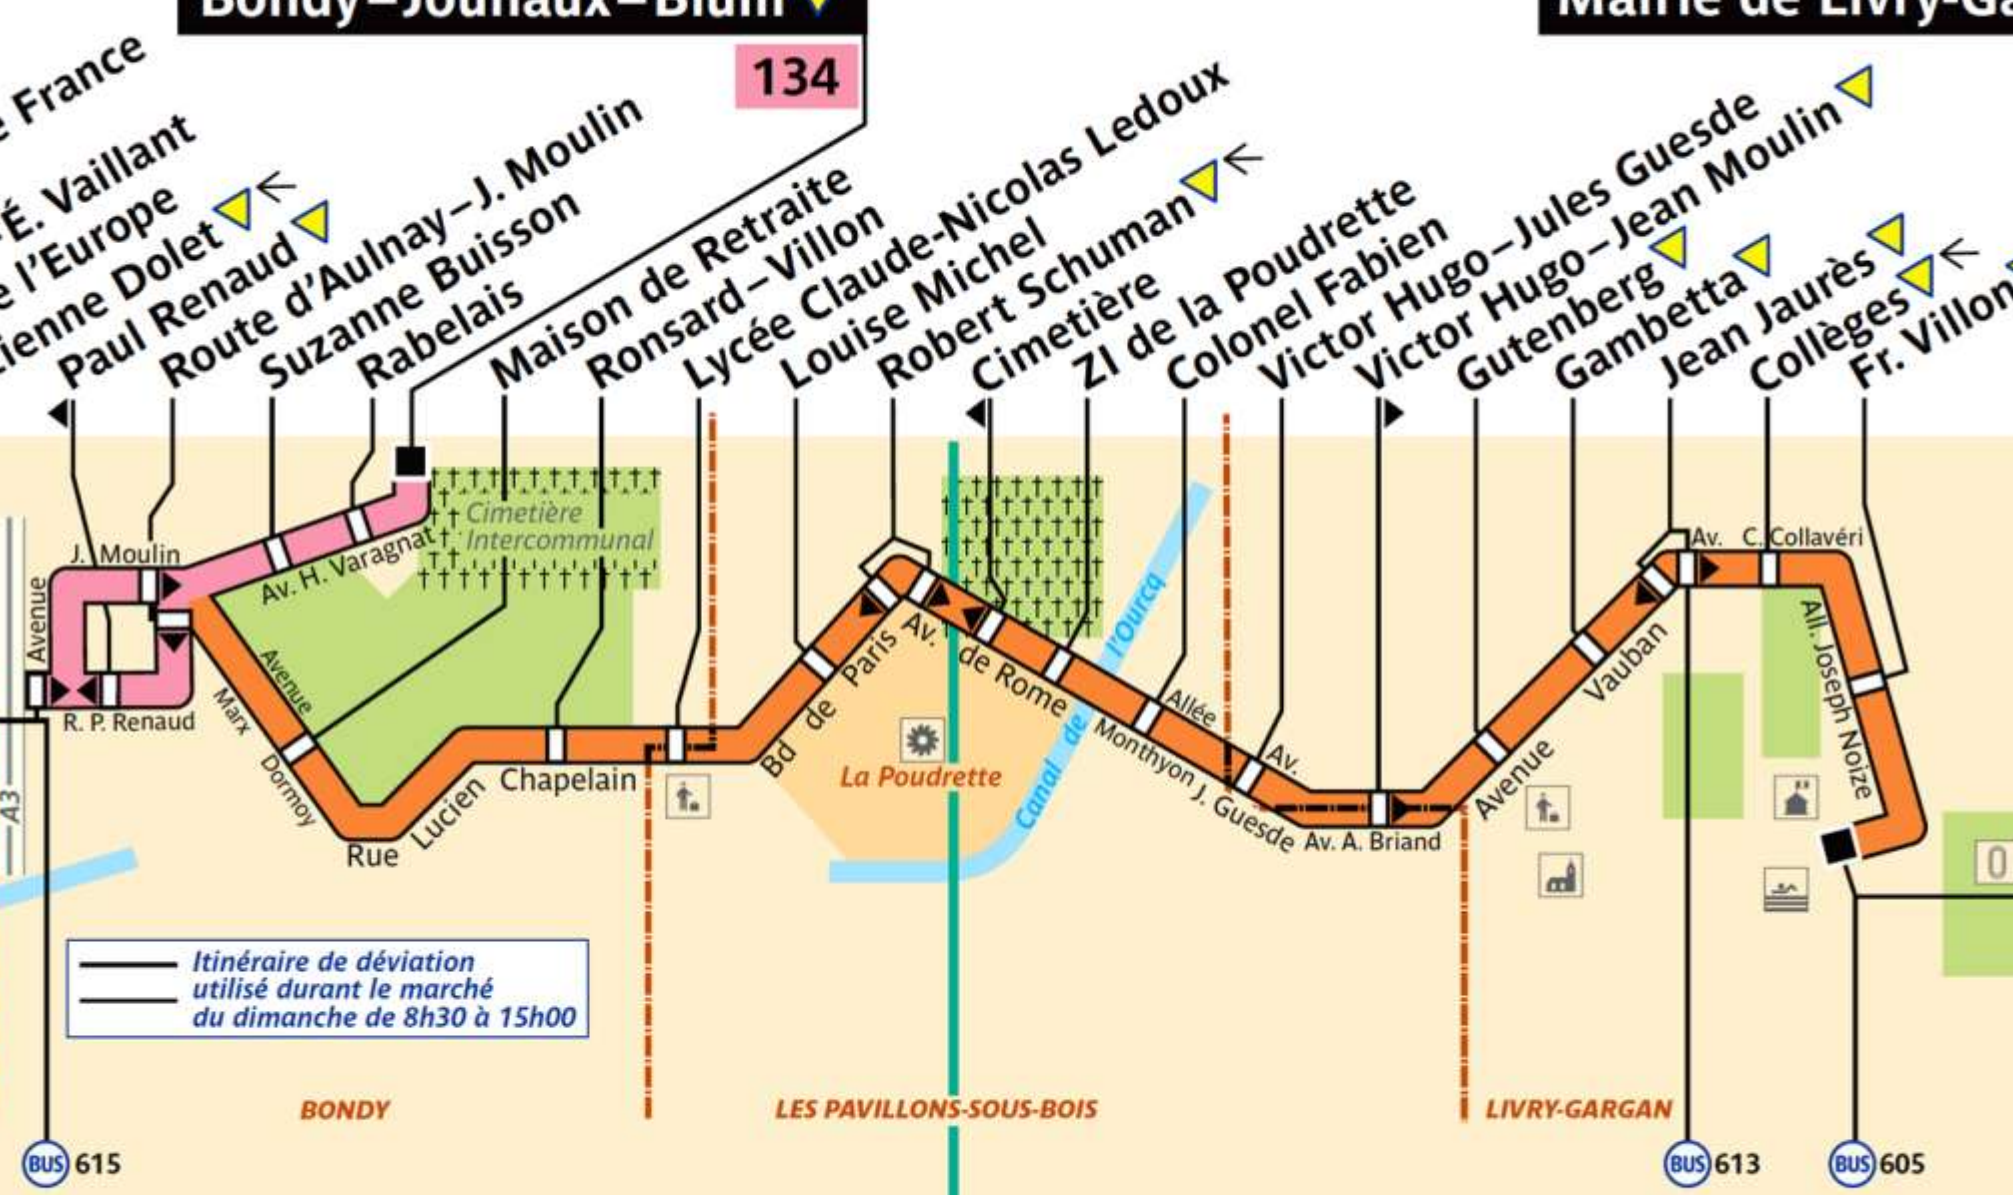 Bondy–Jouhaux–Blum
Mairie de Livry-Ga
134
France
É. Vaillant
l'Europe
ienne Dolet
Paul Renaud
Route d'Aulnay–J. Moulin
Suzanne Buisson
Rabelais
Maison de Retraite
Ronsard–Villon
Lycée Claude-Nicolas Ledoux
Louise Michel
Robert Schuman
Cimetière
ZI de la Poudrette
Colonel Fabien
Victor Hugo–Jules Guesde
Victor Hugo–Jean Moulin
Gutenberg
Gambetta
Jean Jaurès
Collèges
Fr. Villon
Cimetière
Intercommunal
J. Moulin
Avenue
R. P. Renaud
Av. H. Varagnat
Avenue
Marx
Dormoy
Rue
Lucien
Chapelain
Bd de Paris
Av. de Rome
La Poudrette
Canal de l'Ourcq
Allée
Monthyon
Av.
J. Guesde
Av. A. Briand
Avenue
Vauban
Av. C. Collavéri
All. Joseph Noize
A3
Itinéraire de déviation
utilisé durant le marché
du dimanche de 8h30 à 15h00
BONDY
LES PAVILLONS-SOUS-BOIS
LIVRY-GARGAN
BUS 615
BUS 613
BUS 605